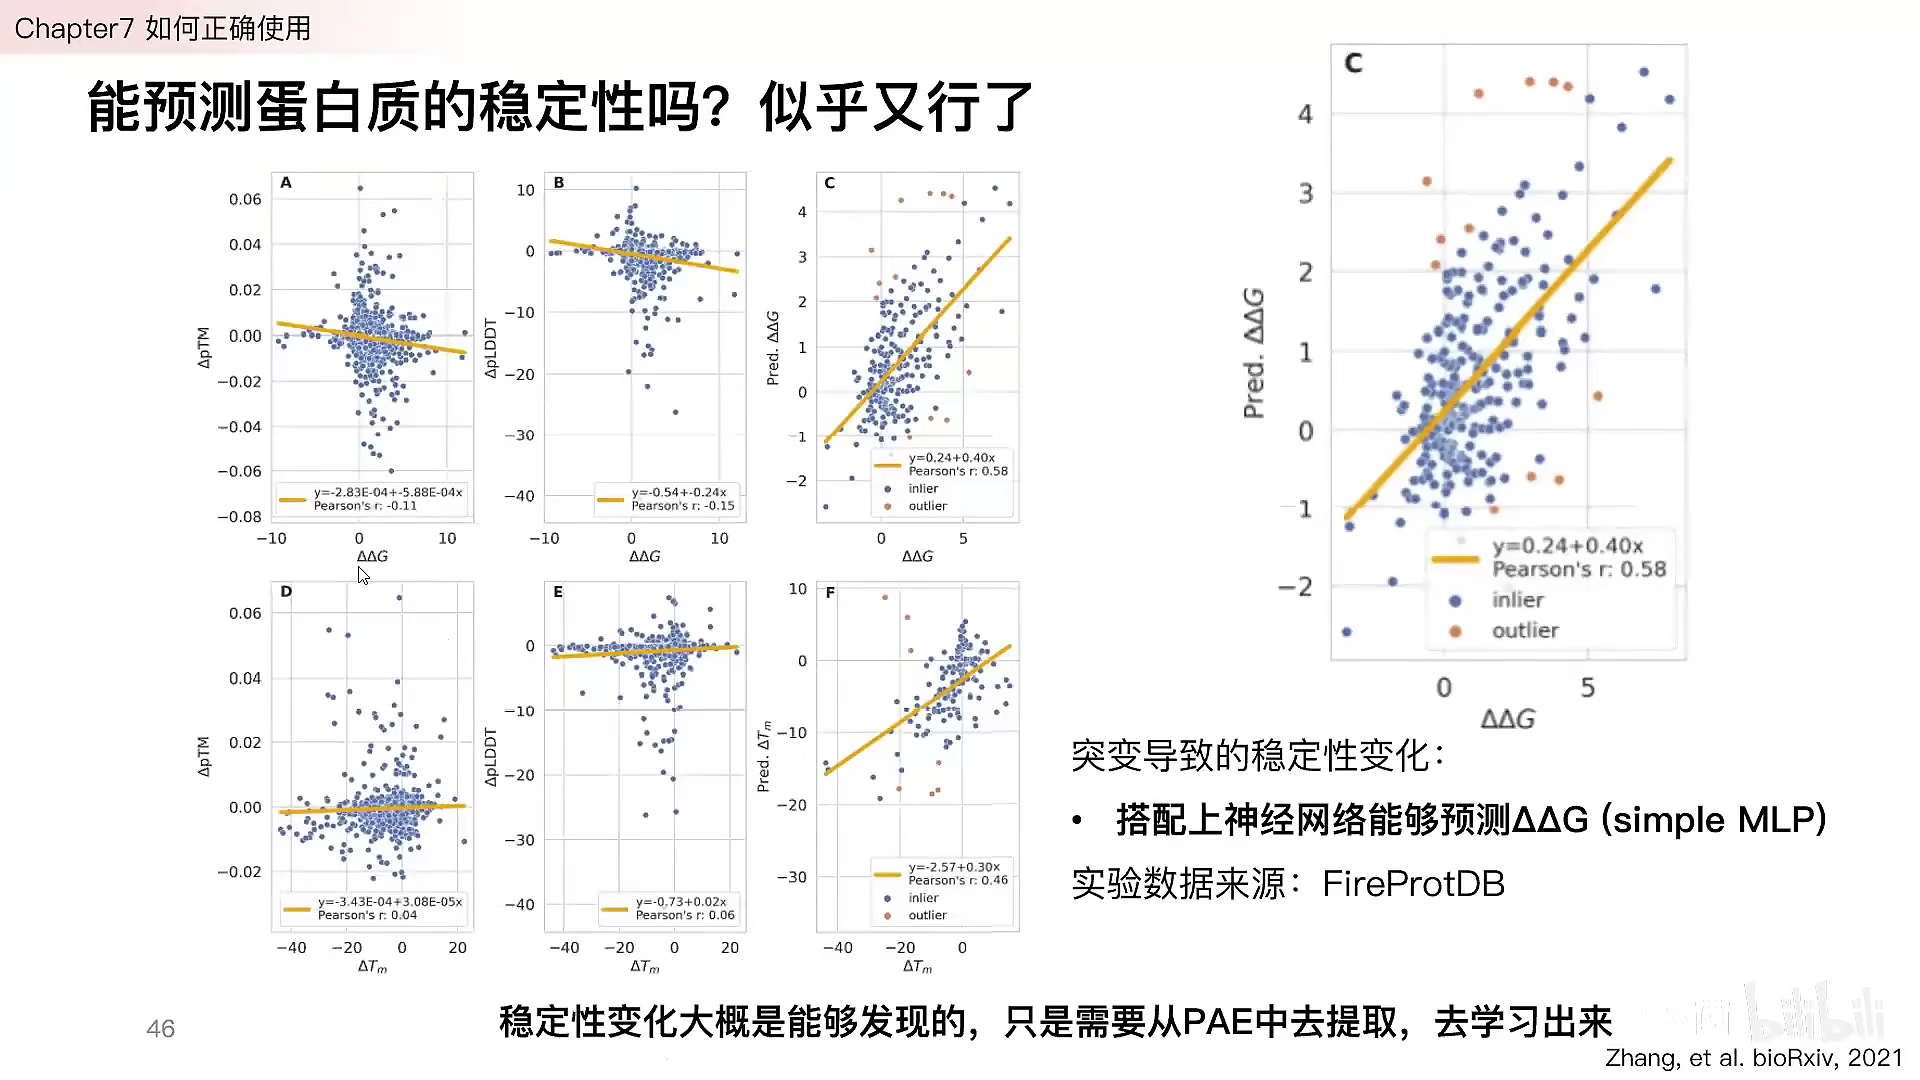 Chapter7 如何正确使用
能预测蛋白质的稳定性吗？似乎又行了
A
0.06
0.04
0.02
0.00
−0.02
−0.04
−0.06
−0.08
ΔpTM
y=-2.83E-04+-5.88E-04x
Pearson's r: -0.11
−10 0 10
ΔΔG
B
10
0
−10
−20
−30
−40
ΔpLDDT
y=-0.54+-0.24x
Pearson's r: -0.15
−10 0 10
ΔΔG
C
4
3
2
1
0
−1
−2
Pred. ΔΔG
y=0.24+0.40x
Pearson's r: 0.58
inlier
outlier
0 5
ΔΔG
D
0.06
0.04
0.02
0.00
−0.02
ΔpTM
y=-3.43E-04+3.08E-05x
Pearson's r: 0.04
−40 −20 0 20
ΔTm
E
0
−10
−20
−30
−40
ΔpLDDT
y=-0.73+0.02x
Pearson's r: 0.06
−40 −20 0 20
ΔTm
F
10
0
−10
−20
−30
Pred. ΔTm
y=-2.57+0.30x
Pearson's r: 0.46
inlier
outlier
−40 −20 0
ΔTm
C
4
3
2
1
0
−1
−2
Pred. ΔΔG
y=0.24+0.40x
Pearson's r: 0.58
inlier
outlier
0 5
ΔΔG
突变导致的稳定性变化：
• 搭配上神经网络能够预测ΔΔG (simple MLP)
实验数据来源：FireProtDB
46
稳定性变化大概是能够发现的，只是需要从PAE中去提取，去学习出来
bilibili
Zhang, et al. bioRxiv, 2021